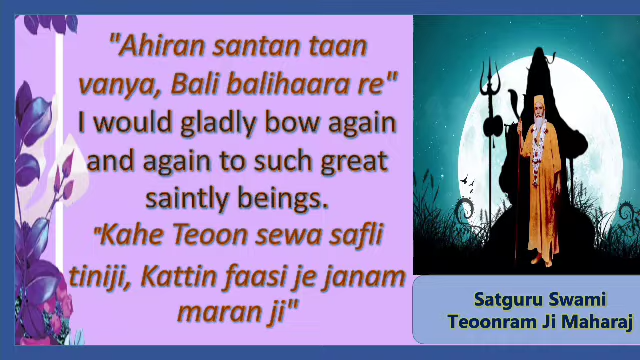 "Ahiran santan taan
vanya, Bali balihaara re"
I would gladly bow again
and again to such great
saintly beings.
"Kahe Teoon sewa safli
tiniji, Kattin faasi je janam
maran ji"
Satguru Swami
Teoonram Ji Maharaj